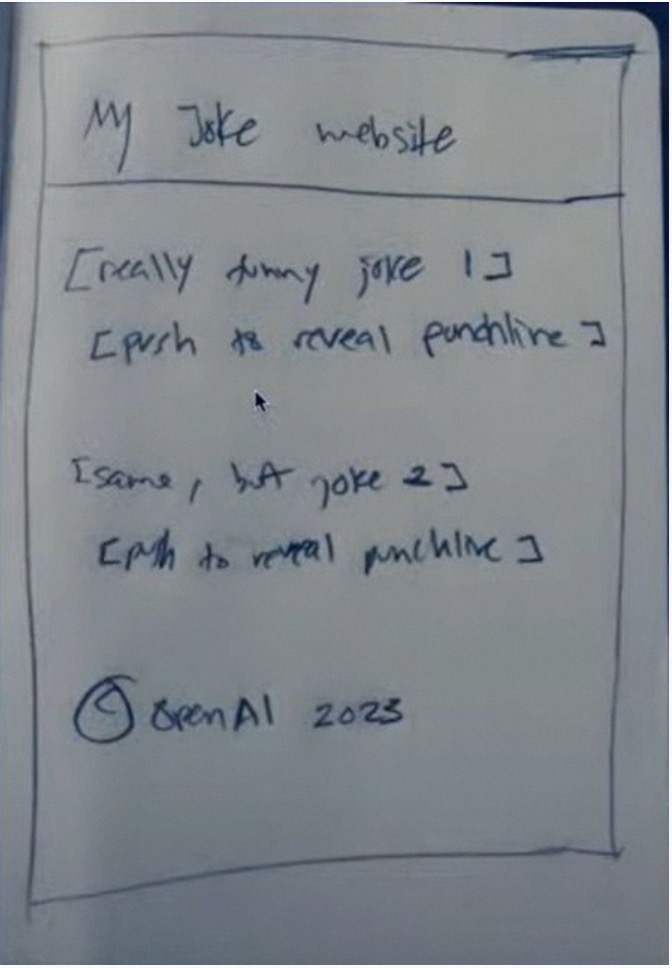 My Joke website
[really funny joke 1]
[push to reveal punchline]
[same, but joke 2]
[push to reveal punchline]
© OpenAI 2023